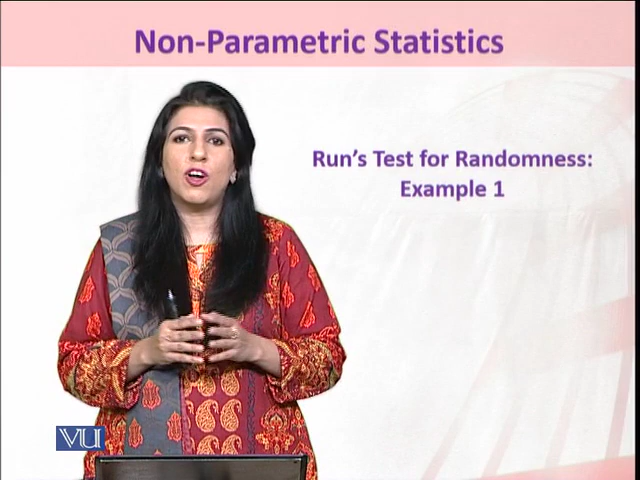 Non-Parametric Statistics
Run's Test for Randomness:
Example 1
VU